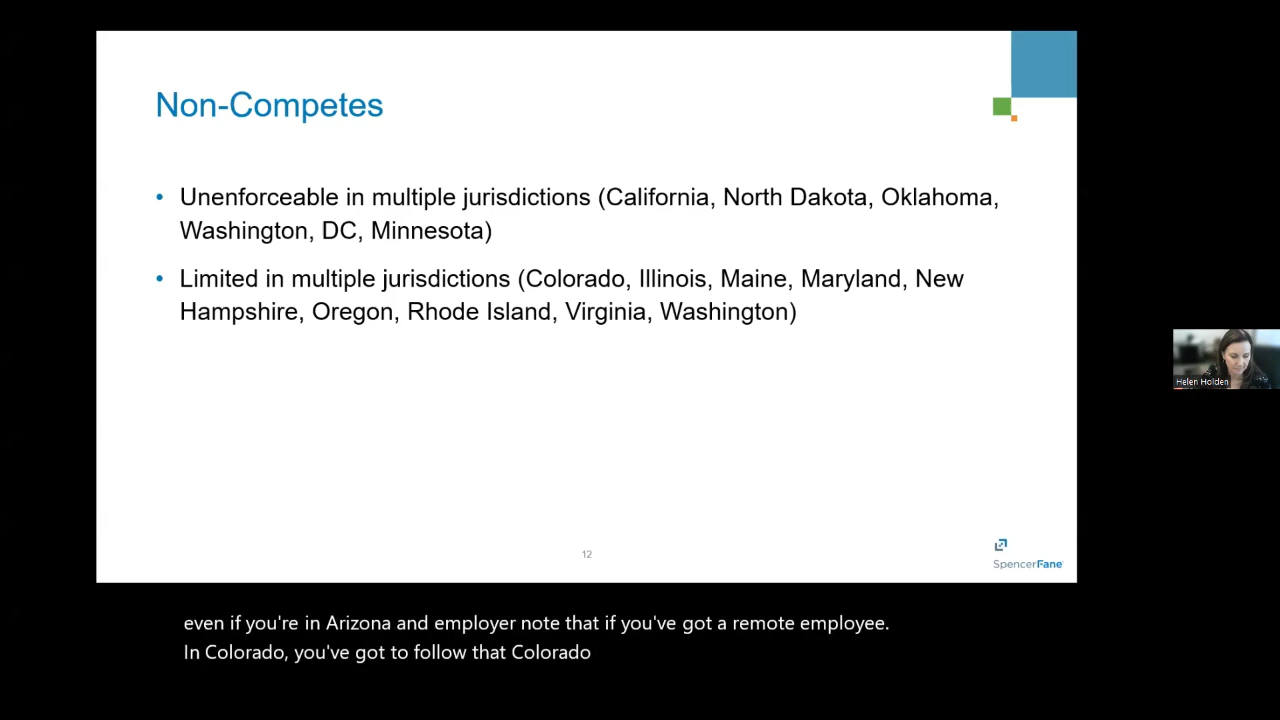 Non-Competes
• Unenforceable in multiple jurisdictions (California, North Dakota, Oklahoma,
Washington, DC, Minnesota)
• Limited in multiple jurisdictions (Colorado, Illinois, Maine, Maryland, New
Hampshire, Oregon, Rhode Island, Virginia, Washington)
Helen Holden
12
SpencerFane
even if you're in Arizona and employer note that if you've got a remote employee.
In Colorado, you've got to follow that Colorado